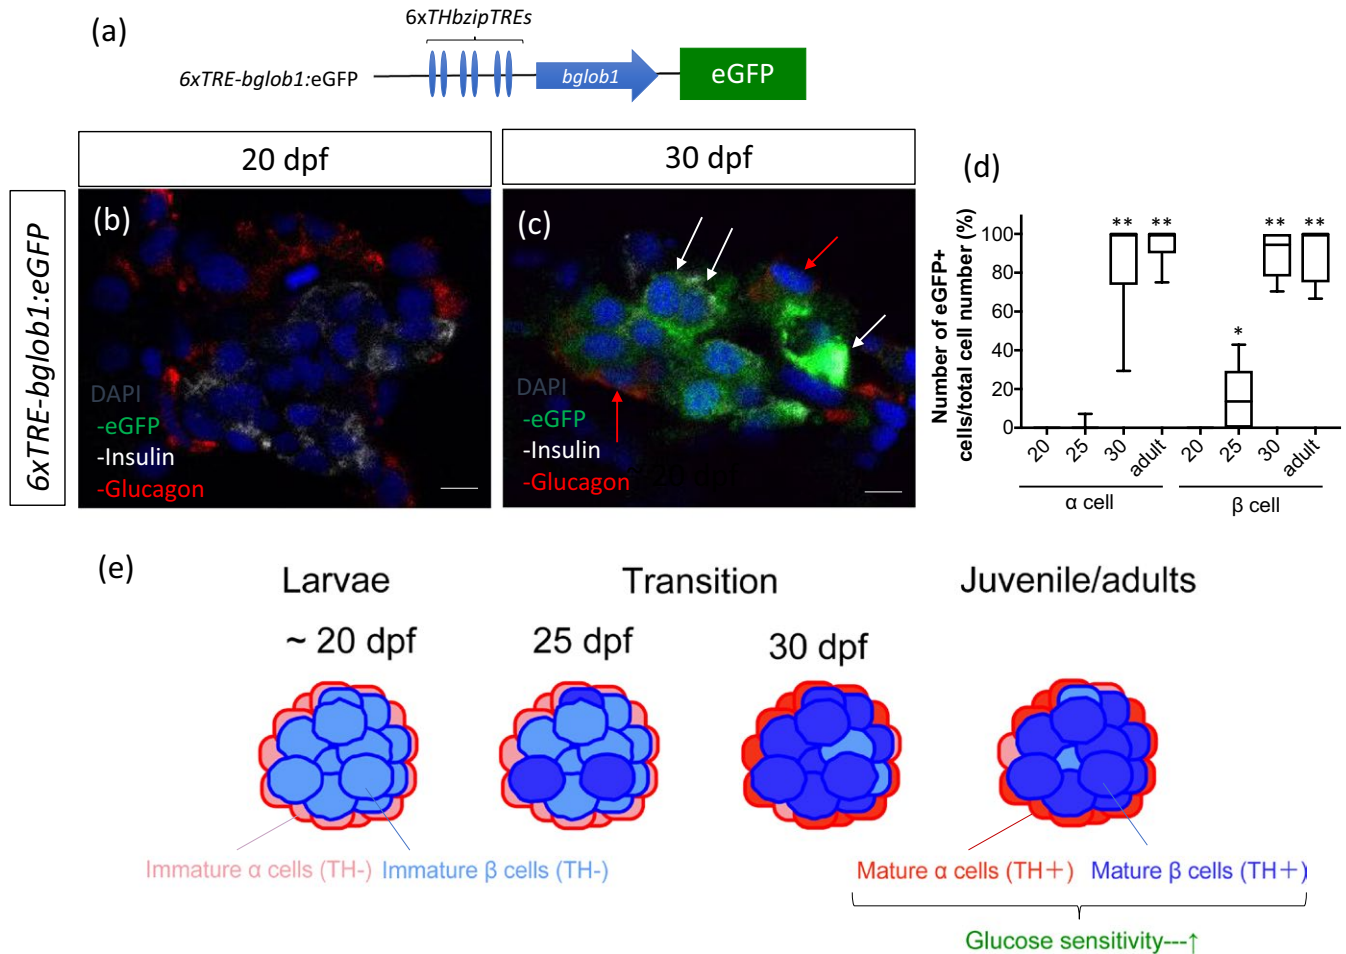 (a)
6xTHbzipTREs
6xTRE-bglob1:eGFP
bglob1
eGFP
20 dpf
30 dpf
6xTRE-bglob1:eGFP
(b)
DAPI
-eGFP
-Insulin
-Glucagon
(c)
DAPI
-eGFP
-Insulin
-Glucagon
(d)
Number of eGFP+
cells/total cell number (%)
100
80
60
40
20
0
** ** * ** **
20 25 30 adult 20 25 30 adult
α cell β cell
(e)
Larvae Transition Juvenile/adults
~ 20 dpf 25 dpf 30 dpf
Immature α cells (TH-) Immature β cells (TH-)
Mature α cells (TH+) Mature β cells (TH+)
Glucose sensitivity---↑